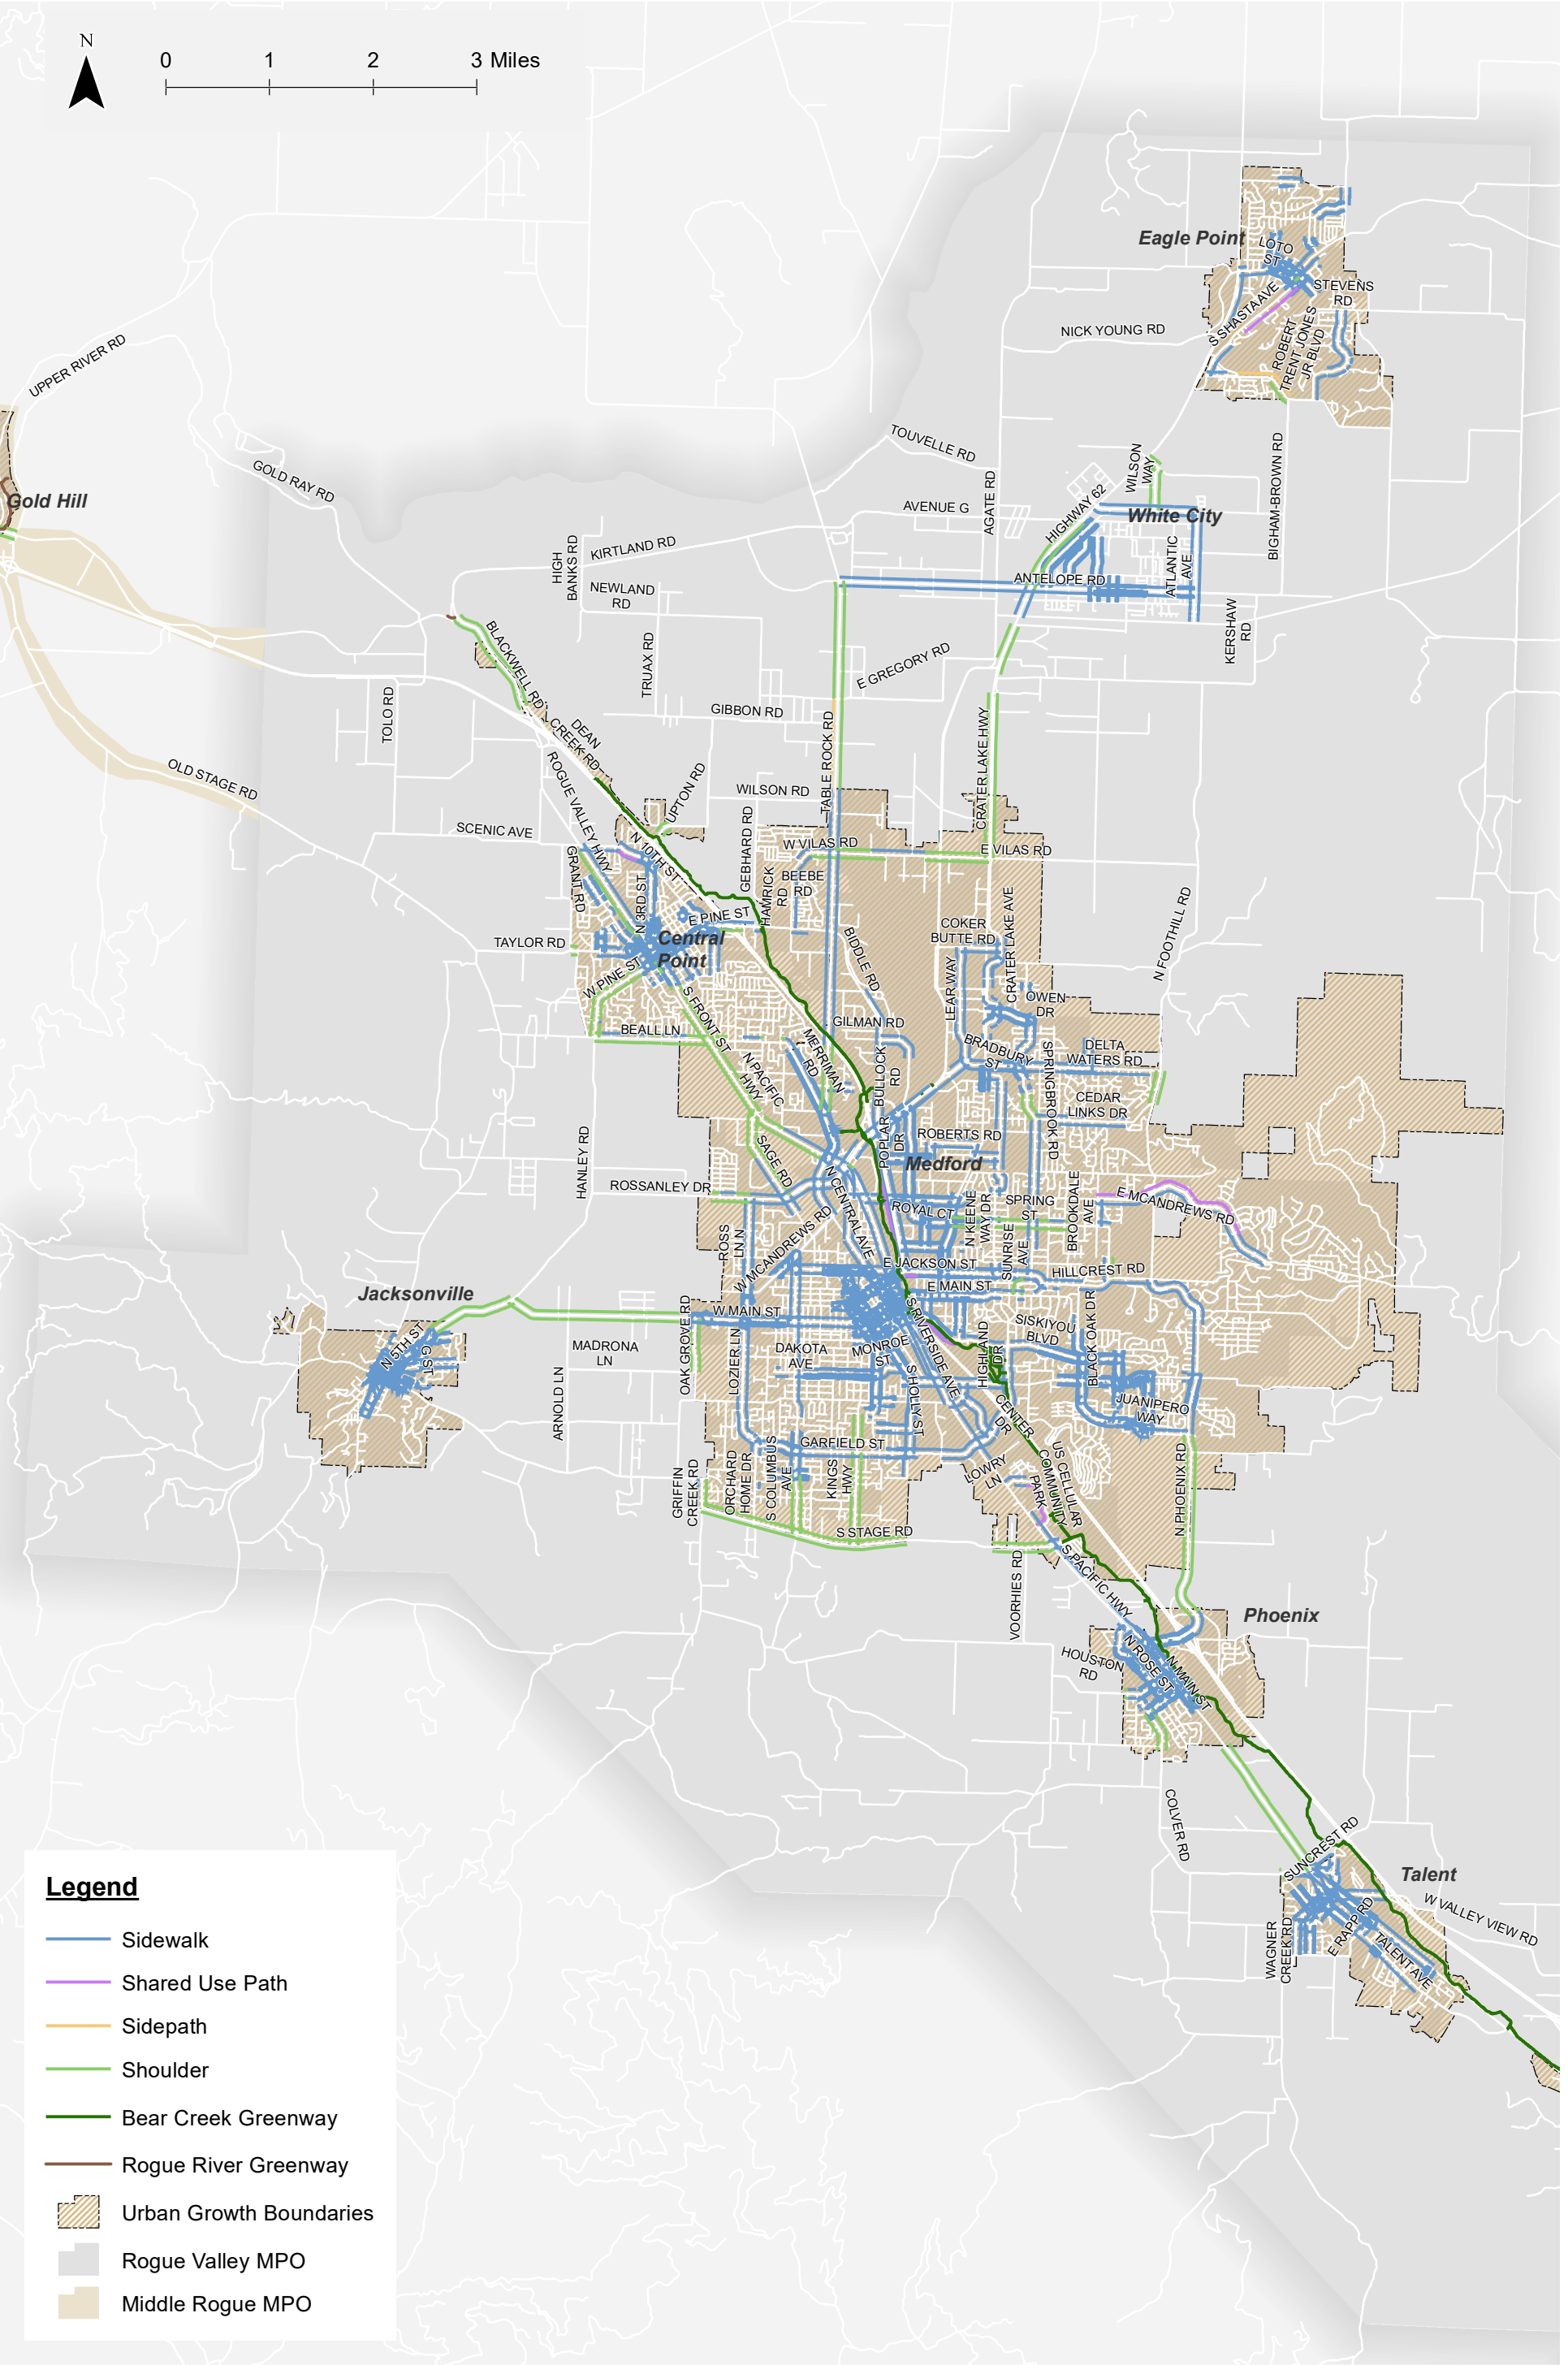 N
0 1 2 3 Miles
Eagle Point
LOTO
ST
STEVENS
RD
S SHASTA AVE
ROBERT
TRENT JONES
JR BLVD
NICK YOUNG RD
UPPER RIVER RD
TOUVELLE RD
GOLD RAY RD
Gold Hill
WILSON
WAY
BIGHAM-BROWN RD
AVENUE G
AGATE RD
HIGHWAY 62
White City
HIGH
BANKS RD
KIRTLAND RD
ATLANTIC
AVE
ANTELOPE RD
NEWLAND
RD
KERSHAW
RD
BLACKWELL RD
TRUAX RD
E GREGORY RD
TOLO RD
GIBBON RD
DEAN
CREEK RD
TABLE ROCK RD
CRATER LAKE HWY
OLD STAGE RD
ROGUE VALLEY HWY
UPTON RD
WILSON RD
SCENIC AVE
N 10TH ST
GEBHARD RD
W VILAS RD
E VILAS RD
GRANT RD
N 3RD ST
HAMRICK
RD
BEEBE
RD
E PINE ST
COKER
BUTTE RD
CRATER LAKE AVE
N FOOTHILL RD
TAYLOR RD
Central
Point
BIDDLE RD
LEAR WAY
W PINE ST
S FRONT ST
OWEN
DR
BEALL LN
GILMAN RD
MERRIMAN
RD
BRADBURY
ST
SPRINGBROOK RD
DELTA
WATERS RD
N PACIFIC
HWY
BULLOCK
RD
CEDAR
LINKS DR
POPLAR
DR
ROBERTS RD
HANLEY RD
SAGE RD
Medford
ROSSANLEY DR
N CENTRAL AVE
ROYAL CT
N KEENE
WAY DR
SPRING
ST
BROOKDALE
AVE
E MCANDREWS RD
ROSS
LN N
W MCANDREWS RD
SUNRISE
AVE
E JACKSON ST
HILLCREST RD
Jacksonville
E MAIN ST
OAK GROVE RD
W MAIN ST
S RIVERSIDE AVE
SISKIYOU
BLVD
BLACK OAK DR
N 5TH ST
G ST
MADRONA
LN
LOZIER LN
DAKOTA
AVE
MONROE
ST
HIGHLAND
DR
S HOLLY ST
JUANIPERO
WAY
ARNOLD LN
CENTER
DR
GARFIELD ST
GRIFFIN
CREEK RD
ORCHARD
HOME DR
S COLUMBUS
AVE
KINGS
HWY
LOWRY
LN
US CELLULAR
COMMUNITY
PARK
N PHOENIX RD
S STAGE RD
VOORHIES RD
S PACIFIC HWY
Phoenix
HOUSTON
RD
N ROSE ST
N MAIN ST
COLVER RD
SUNCREST RD
Talent
W VALLEY VIEW RD
WAGNER
CREEK RD
E RAPP RD
TALENT AVE
Legend
Sidewalk
Shared Use Path
Sidepath
Shoulder
Bear Creek Greenway
Rogue River Greenway
Urban Growth Boundaries
Rogue Valley MPO
Middle Rogue MPO